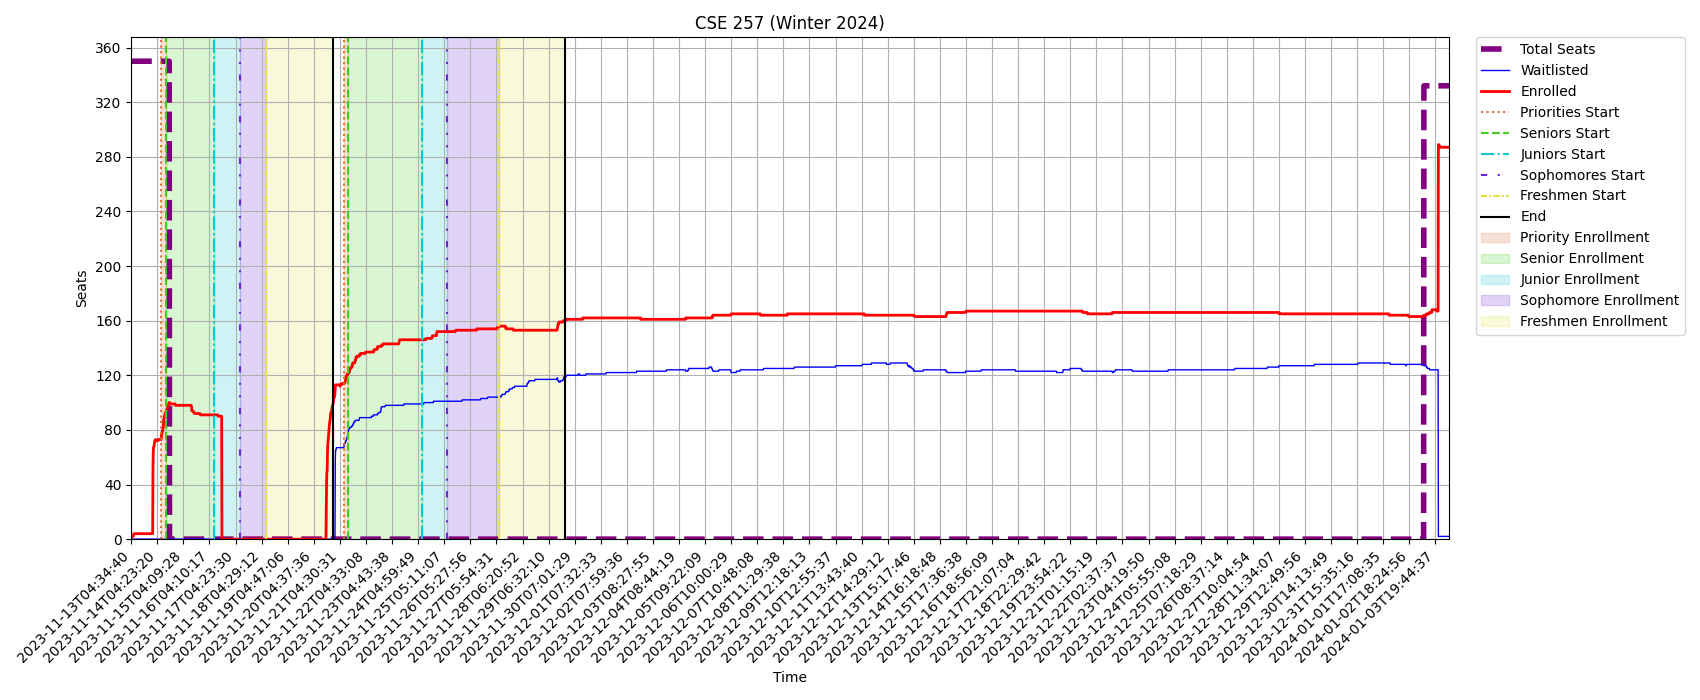 CSE 257 (Winter 2024)
Seats
360
320
280
240
200
160
120
80
40
0
2023-11-13T04:34:40
2023-11-14T04:23:20
2023-11-15T04:09:28
2023-11-16T04:10:17
2023-11-17T04:23:30
2023-11-18T04:29:12
2023-11-19T04:47:06
2023-11-20T04:37:36
2023-11-21T04:30:31
2023-11-22T04:33:08
2023-11-23T04:43:38
2023-11-24T04:59:49
2023-11-25T05:11:07
2023-11-26T05:27:56
2023-11-27T05:54:31
2023-11-28T06:20:52
2023-11-29T06:32:10
2023-11-30T07:01:29
2023-12-01T07:32:33
2023-12-02T07:59:36
2023-12-03T08:27:55
2023-12-04T08:44:19
2023-12-05T09:22:09
2023-12-06T10:00:29
2023-12-07T10:48:08
2023-12-08T11:29:38
2023-12-09T12:18:13
2023-12-10T12:55:37
2023-12-11T13:43:40
2023-12-12T14:29:12
2023-12-13T15:17:46
2023-12-14T16:18:48
2023-12-15T17:36:38
2023-12-16T18:56:09
2023-12-17T21:07:04
2023-12-18T22:29:42
2023-12-19T23:54:22
2023-12-21T01:15:19
2023-12-22T02:37:37
2023-12-23T04:19:50
2023-12-24T05:55:08
2023-12-25T07:18:29
2023-12-26T08:37:14
2023-12-27T10:04:54
2023-12-28T11:34:07
2023-12-29T12:49:56
2023-12-30T14:13:49
2023-12-31T15:35:16
2024-01-01T17:08:35
2024-01-02T18:24:56
2024-01-03T19:44:37
Time
Total Seats
Waitlisted
Enrolled
Priorities Start
Seniors Start
Juniors Start
Sophomores Start
Freshmen Start
End
Priority Enrollment
Senior Enrollment
Junior Enrollment
Sophomore Enrollment
Freshmen Enrollment